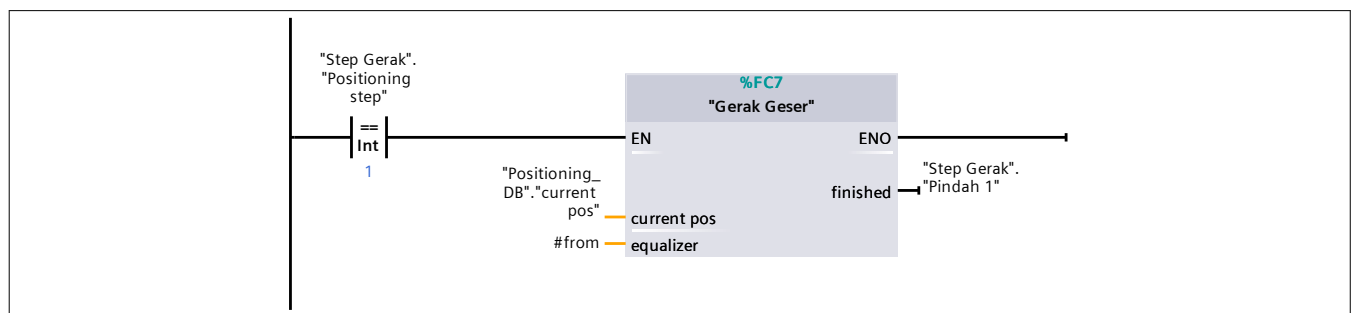 "Step Gerak".
"Positioning
step"
==
Int
1
%FC7
"Gerak Geser"
EN
ENO
"Positioning_
DB"."current
pos"
current pos
#from
equalizer
finished
"Step Gerak".
"Pindah 1"